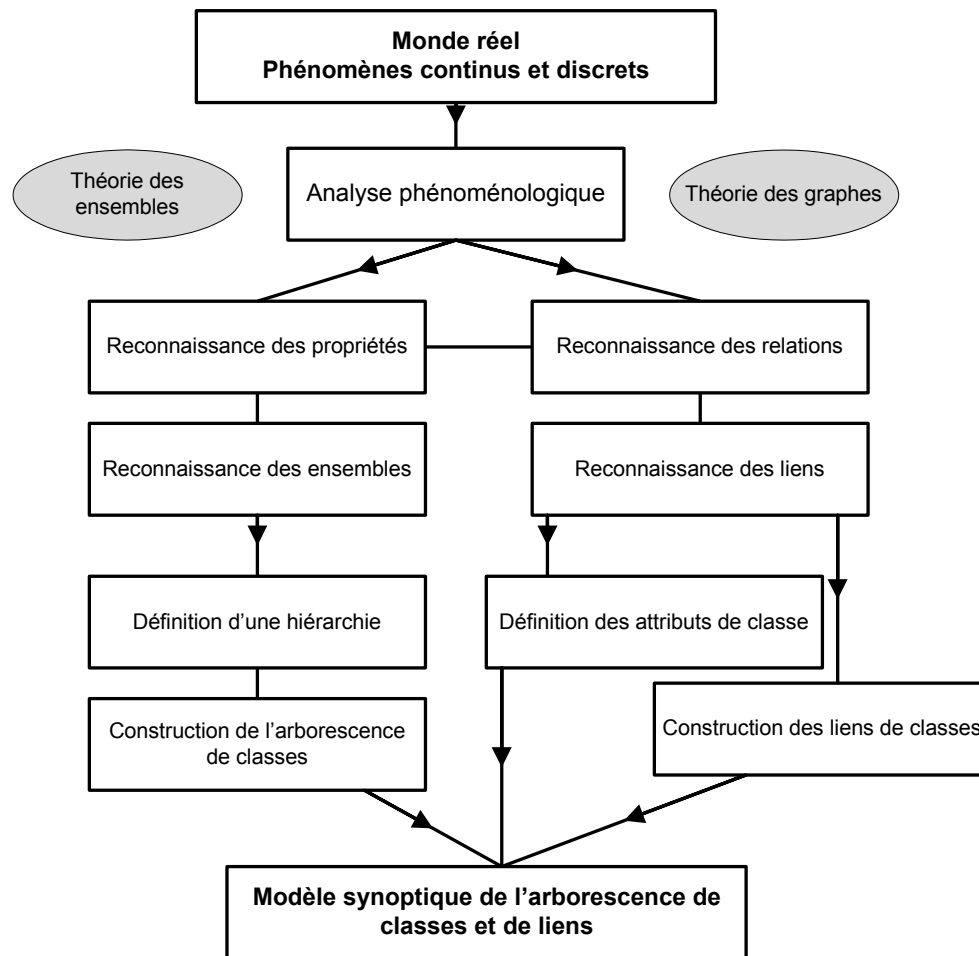 Monde réel
Phénomènes continus et discrets
Théorie des
ensembles
Analyse phénoménologique
Théorie des graphes
Reconnaissance des propriétés
Reconnaissance des relations
Reconnaissance des ensembles
Reconnaissance des liens
Définition d’une hiérarchie
Définition des attributs de classe
Construction de l’arborescence
de classes
Construction des liens de classes
Modèle synoptique de l’arborescence de
classes et de liens